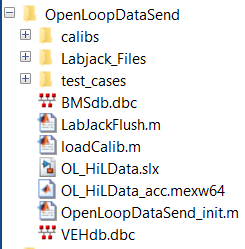 OpenLoopDataSend
calibs
Labjack_Files
test_cases
BMSdb.dbc
LabJackFlush.m
loadCalib.m
OL_HiLData.slx
OL_HiLData_acc.mexw64
OpenLoopDataSend_init.m
VEHdb.dbc